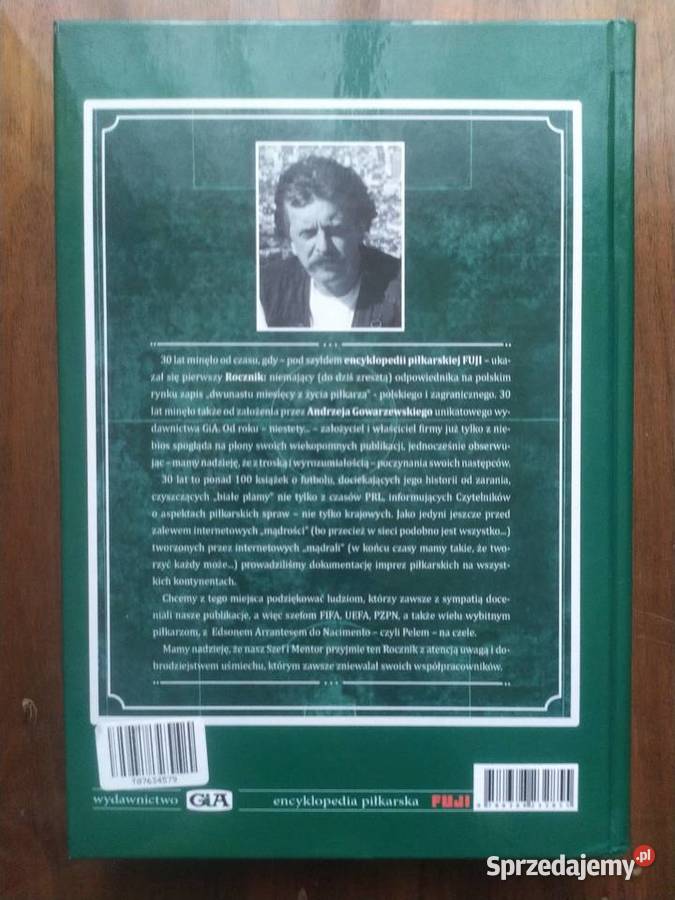 30 lat minęło od czasu, gdy – pod szyldem encyklopedii piłkarskiej FUJI – uka-
zał się pierwszy Rocznik: niemający (do dziś zresztą) odpowiednika na polskim
rynku zapis „dwunastu miesięcy z życia piłkarza” - polskiego i zagranicznego. 30
lat minęło także od założenia przez Andrzeja Gowarzewskiego unikatowego wy-
dawnictwa GiA. Od roku – niestety... – założyciel i właściciel firmy już tylko z nie-
bios spogląda na plony swoich wiekopomnych publikacji, jednocześnie obserwu-
jąc – mamy nadzieję, że z troską i wyrozumiałością – poczynania swoich następców.
30 lat to ponad 100 książek o futbolu, dociekających jego historii od zarania,
czyszczących „białe plamy” nie tylko z czasów PRL, informujących Czytelników
o aspektach piłkarskich spraw – nie tylko krajowych. Jako jedyni jeszcze przed
zalewem internetowych „mądrości” (bo przecież w sieci podobno jest wszystko...)
tworzonych przez internetowych „mądrali” (w końcu czasy mamy takie, że two-
rzyć każdy może...) prowadziliśmy dokumentację imprez piłkarskich na wszyst-
kich kontynentach.
Chcemy z tego miejsca podziękować ludziom, którzy zawsze z sympatią doce-
niali nasze publikacje, a więc szefom FIFA, UEFA, PZPN, a także wielu wybitnym
piłkarzom, z Edsonem Arrantesem do Nacimento – czyli Pelem – na czele.
Mamy nadzieję, że nasz Szef i Mentor przyjmie ten Rocznik z atencją uwagą i do-
brodziejstwem uśmiechu, którym zawsze zniewalał swoich współpracowników.
T07634579
wydawnictwo GiA encyklopedia piłkarska FUJI
Sprzedajemy.pl